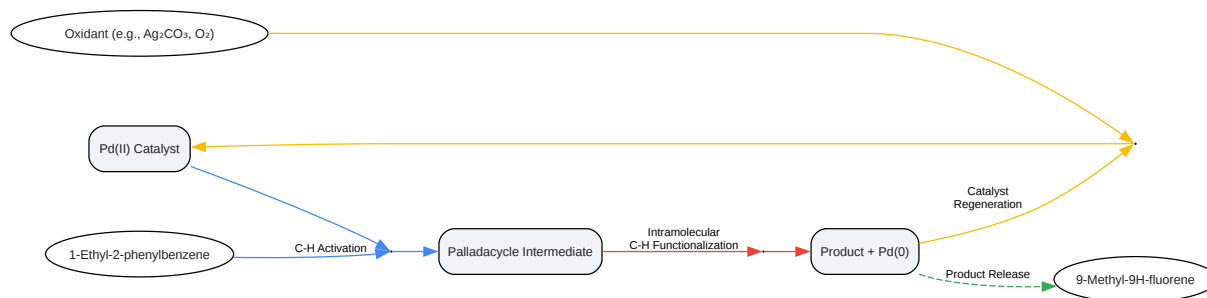 Oxidant (e.g., Ag₂CO₃, O₂)
Pd(II) Catalyst
Catalyst
Regeneration
1-Ethyl-2-phenylbenzene
C-H Activation
Palladacycle Intermediate
Intramolecular
C-H Functionalization
Product + Pd(0)
Product Release
9-Methyl-9H-fluorene